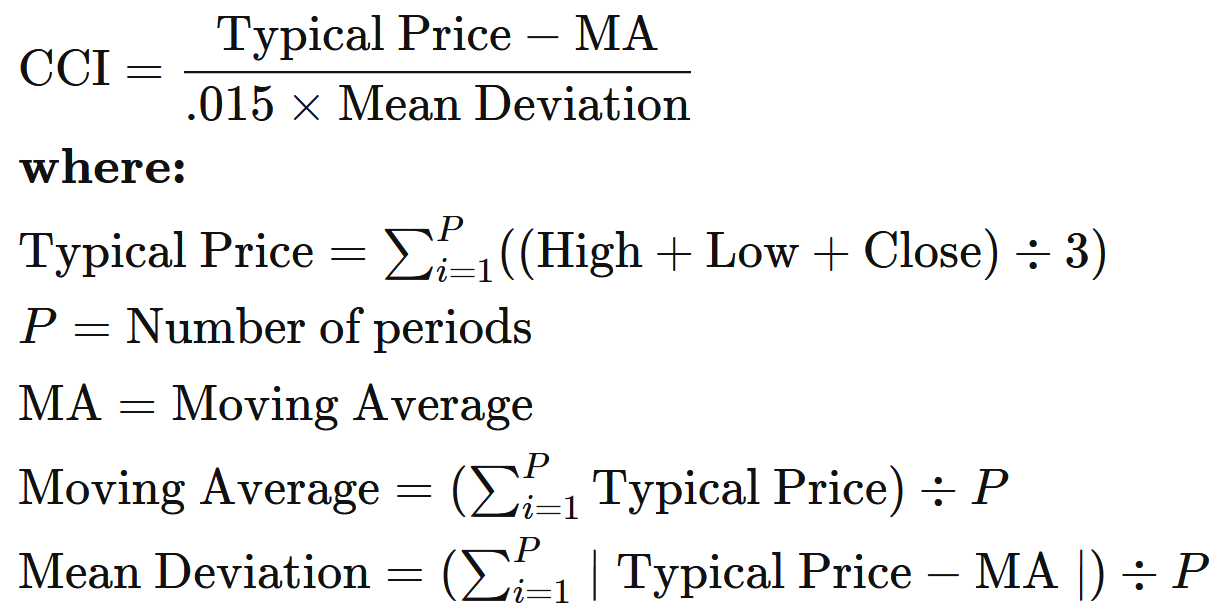 CCI = Typical Price − MA / .015 × Mean Deviation
where:
Typical Price = ∑_{i=1}^{P}((High + Low + Close) ÷ 3)
P = Number of periods
MA = Moving Average
Moving Average = (∑_{i=1}^{P} Typical Price) ÷ P
Mean Deviation = (∑_{i=1}^{P} | Typical Price − MA |) ÷ P